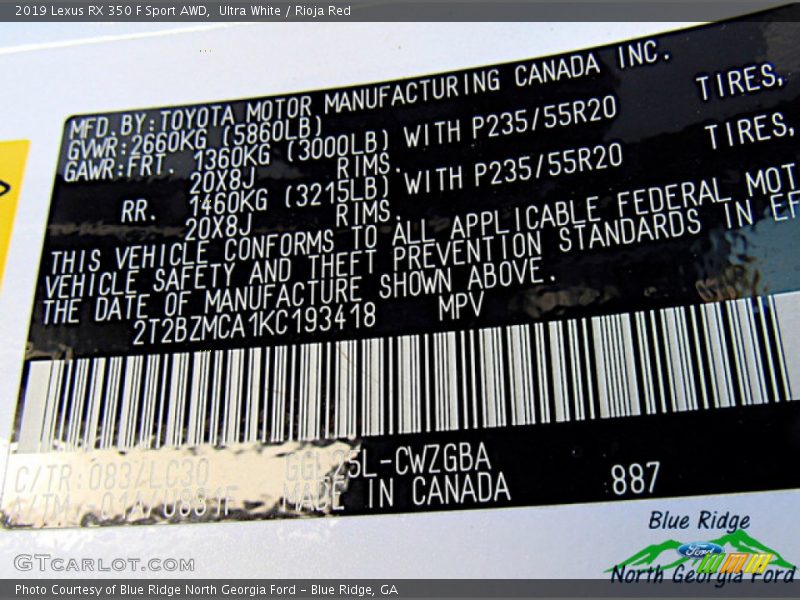 2019 Lexus RX 350 F Sport AWD, Ultra White / Rioja Red
MFD.BY:TOYOTA MOTOR MANUFACTURING CANADA INC.
GVWR:2660KG (5860LB)
GAWR:FRT. 1360KG (3000LB) WITH P235/55R20 TIRES,
20X8J RIMS.
RR. 1460KG (3215LB) WITH P235/55R20 TIRES,
20X8J RIMS.
THIS VEHICLE CONFORMS TO ALL APPLICABLE FEDERAL MOT
VEHICLE SAFETY AND THEFT PREVENTION STANDARDS IN EF
THE DATE OF MANUFACTURE SHOWN ABOVE.
2T2BZMCA1KC193418 MPV
C/TR:083/LC30 GGL25L-CWZGBA
A/TM: 01A/U881F MADE IN CANADA 887
Blue Ridge
Ford
North Georgia Ford
GTCARLOT.COM
Photo Courtesy of Blue Ridge North Georgia Ford - Blue Ridge, GA